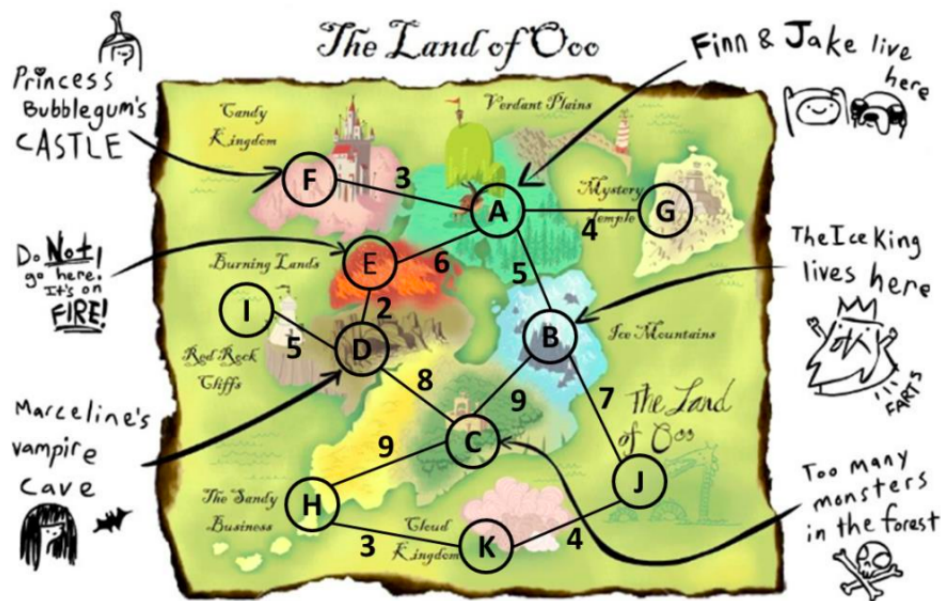 The Land of Ooo
Princess
Bubblegum's
CASTLE
Finn & Jake live
here
Candy
Kingdom
Verdant Plains
F
3
A
Mystery
Temple
G
4
Do Not!
go here!
It's on
FIRE!
Burning Lands
E
6
5
The Ice King
lives here
I
2
5
D
B
Ice Mountains
Red Rock
Cliffs
8
9
7
FARTS
The Land
of Ooo
Marceline's
vampire
cave
C
9
J
Too many
monsters
in the forest
The Sandy
Business
H
3
Cloud
Kingdom
K
4